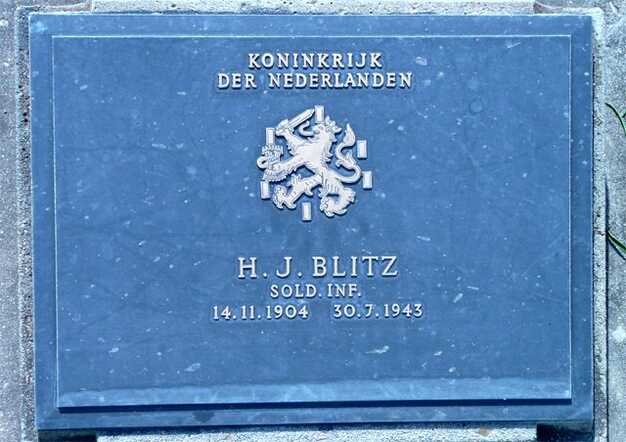 KONINKRIJK
DER NEDERLANDEN
H. J. BLITZ
SOLD. INF.
14.11.1904 30.7.1943